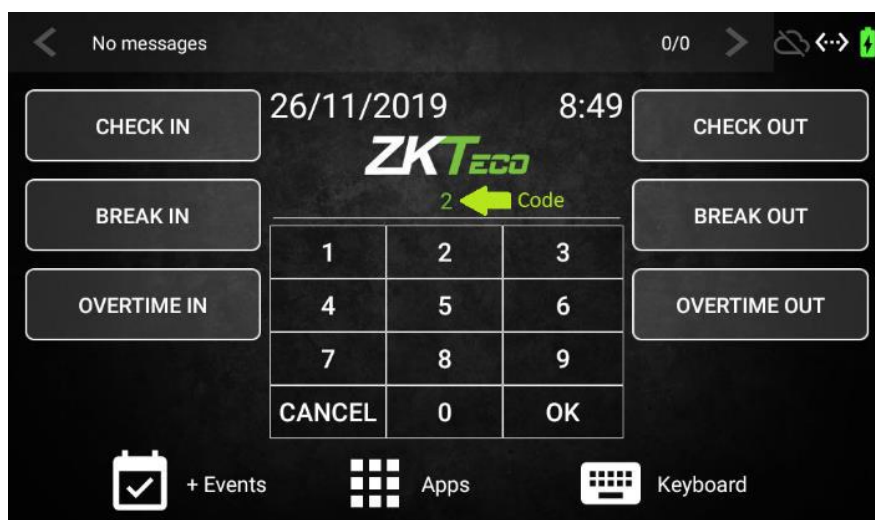 No messages 0/0
CHECK IN
26/11/2019 8:49
CHECK OUT
ZKTECO
2 Code
BREAK IN
BREAK OUT
1 2 3
OVERTIME IN
4 5 6
OVERTIME OUT
7 8 9
CANCEL 0 OK
+ Events
Apps
Keyboard